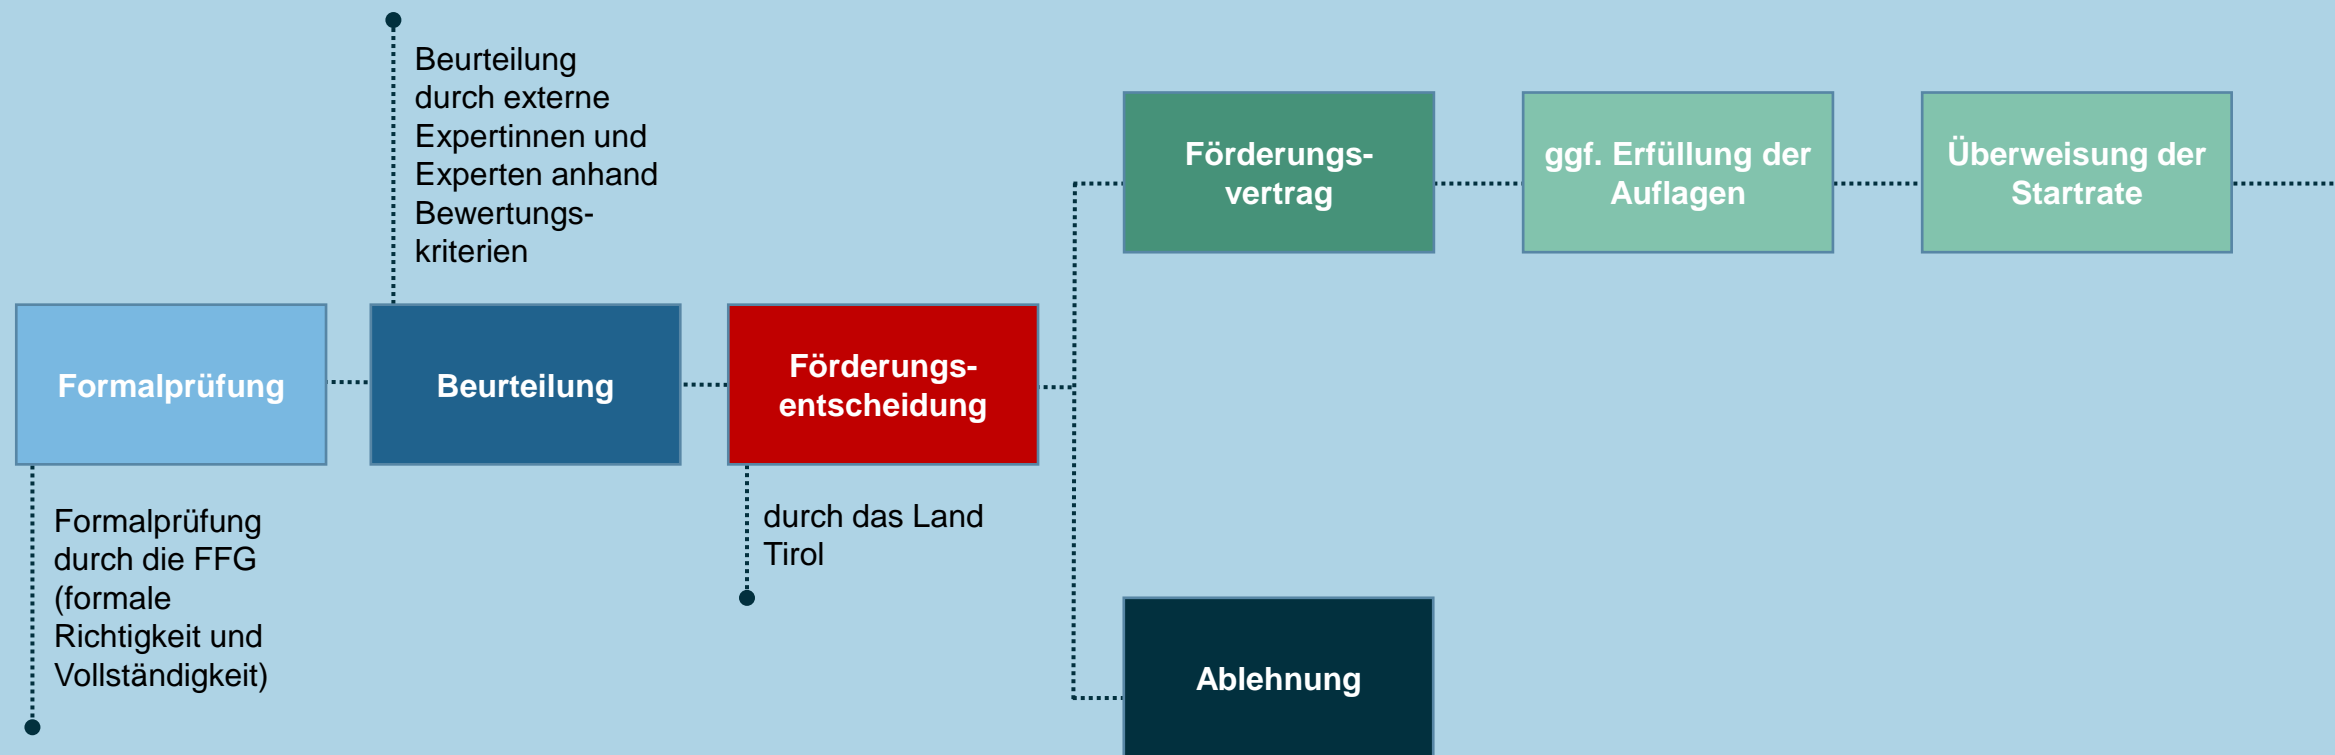 Beurteilung
durch externe
Expertinnen und
Experten anhand
Bewertungs-
kriterien
Förderungs-
vertrag
ggf. Erfüllung der
Auflagen
Überweisung der
Startrate
Formalprüfung
Beurteilung
Förderungs-
entscheidung
Formalprüfung
durch die FFG
(formale
Richtigkeit und
Vollständigkeit)
durch das Land
Tirol
Ablehnung